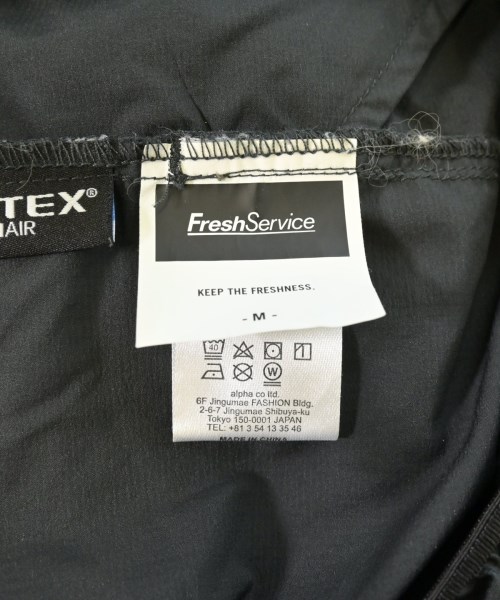 TEX®
AIR
FreshService
KEEP THE FRESHNESS.
- M -
40
W
alpha co ltd.
6F Jingumae FASHION Bldg.
2-6-7 Jingumae Shibuya-ku
Tokyo 150-0001 JAPAN
TEL: +81 3 54 13 35 46
MADE IN CHINA